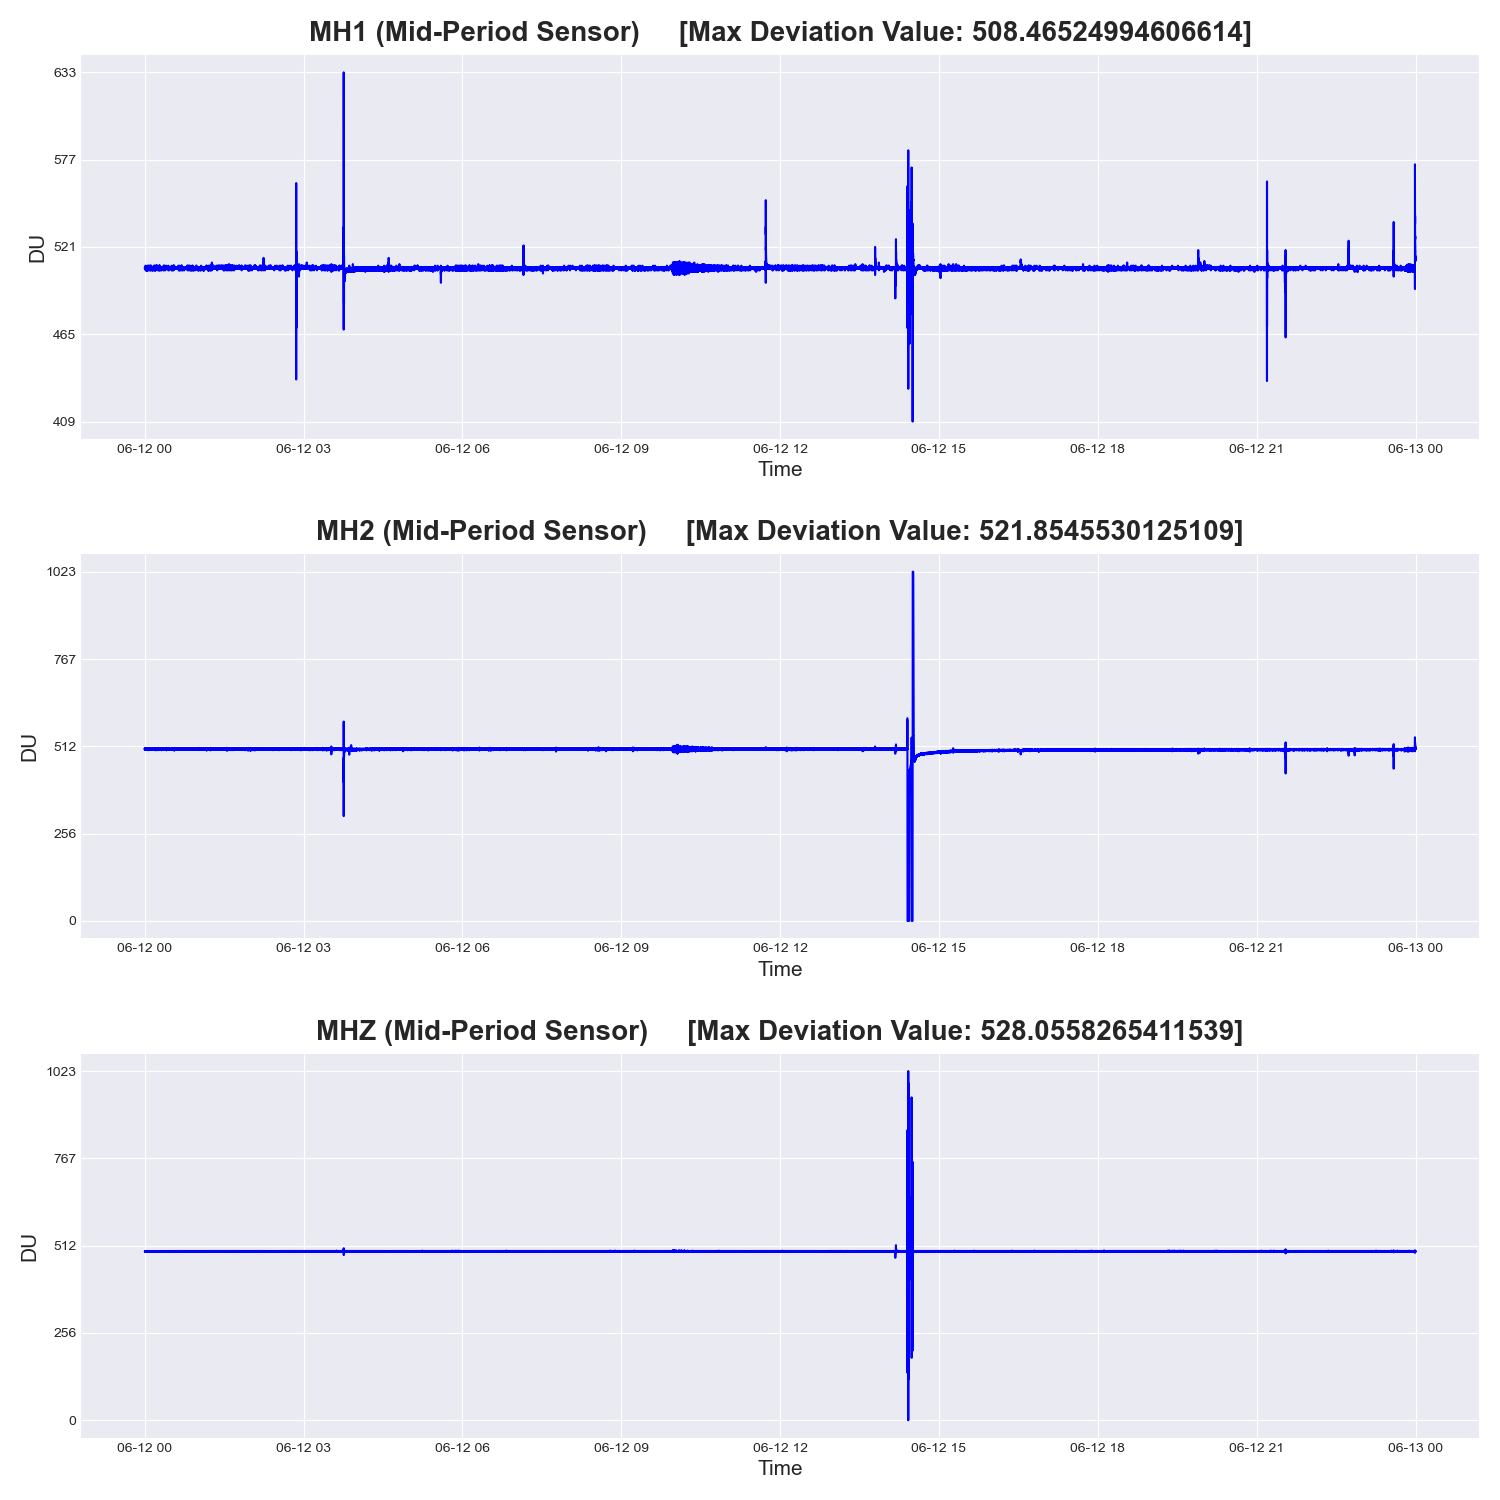 MH1 (Mid-Period Sensor) [Max Deviation Value: 508.46524994606614]
633
577
521
465
409
DU
06-12 00 06-12 03 06-12 06 06-12 09 06-12 12 06-12 15 06-12 18 06-12 21 06-13 00
Time
MH2 (Mid-Period Sensor) [Max Deviation Value: 521.8545530125109]
1023
767
512
256
0
DU
06-12 00 06-12 03 06-12 06 06-12 09 06-12 12 06-12 15 06-12 18 06-12 21 06-13 00
Time
MHZ (Mid-Period Sensor) [Max Deviation Value: 528.0558265411539]
1023
767
512
256
0
DU
06-12 00 06-12 03 06-12 06 06-12 09 06-12 12 06-12 15 06-12 18 06-12 21 06-13 00
Time